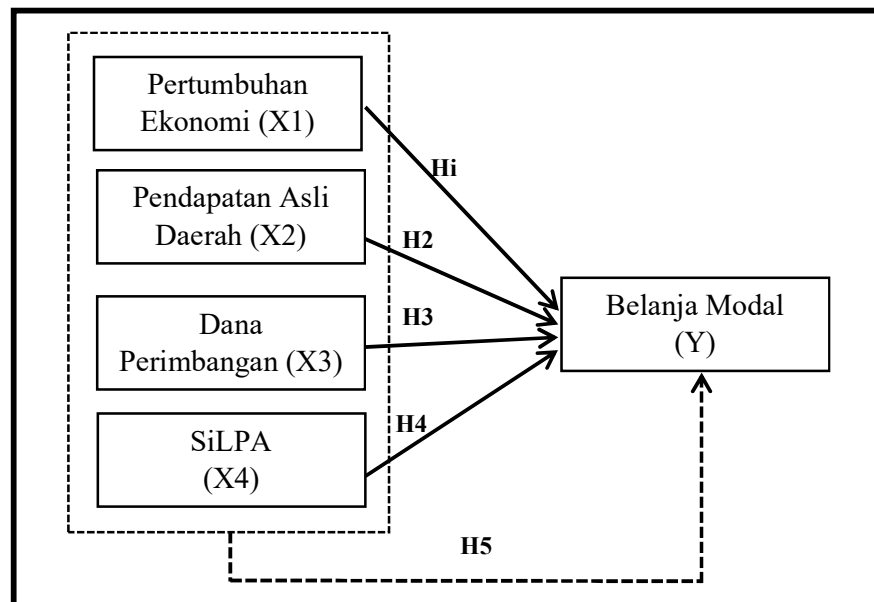 Pertumbuhan
Ekonomi (X1)
Hi
Pendapatan Asli
Daerah (X2)
H2
Dana
Perimbangan (X3)
H3
Belanja Modal
(Y)
SiLPA
(X4)
H4
H5